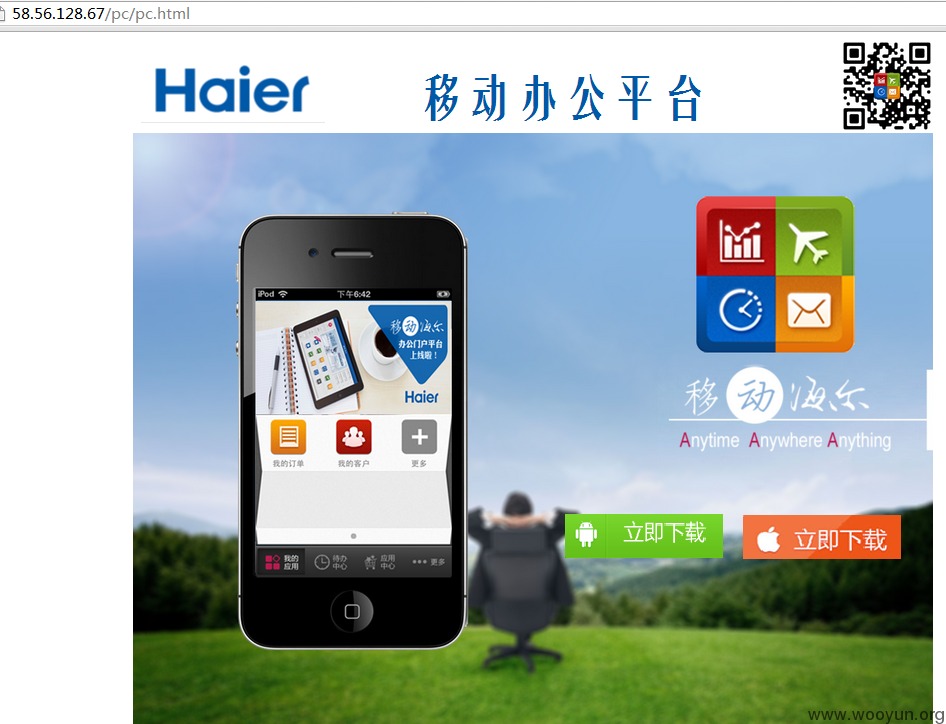 58.56.128.67/pc/pc.html
Haier
移动办公平台
iPod
下午6:42
移动海尔
办公门户平台
上线啦！
Haier
我的订单
我的客户
更多
我的应用
待办中心
应用中心
更多
移动海尔
Anytime Anywhere Anything
立即下载
立即下载
www.wooyun.org